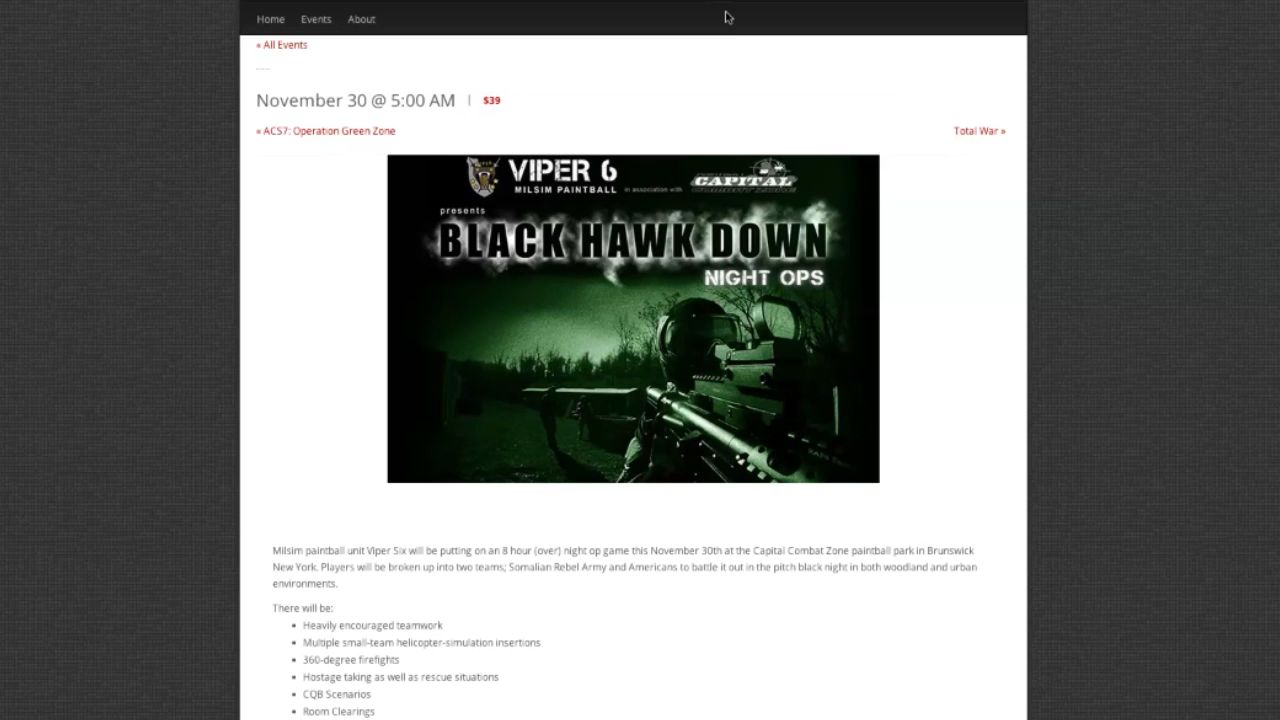 Home Events About
« All Events
November 30 @ 5:00 AM | $39
« ACS7: Operation Green Zone
Total War »
VIPER 6
MILSIM PAINTBALL
in association with
CAPITAL
presents
BLACK HAWK DOWN
NIGHT OPS
Milsim paintball unit Viper Six will be putting on an 8 hour (over) night op game this November 30th at the Capital Combat Zone paintball park in Brunswick
New York. Players will be broken up into two teams; Somalian Rebel Army and Americans to battle it out in the pitch black night in both woodland and urban
environments.
There will be:
• Heavily encouraged teamwork
• Multiple small-team helicopter-simulation insertions
• 360-degree firefights
• Hostage taking as well as rescue situations
• CQB Scenarios
• Room Clearings